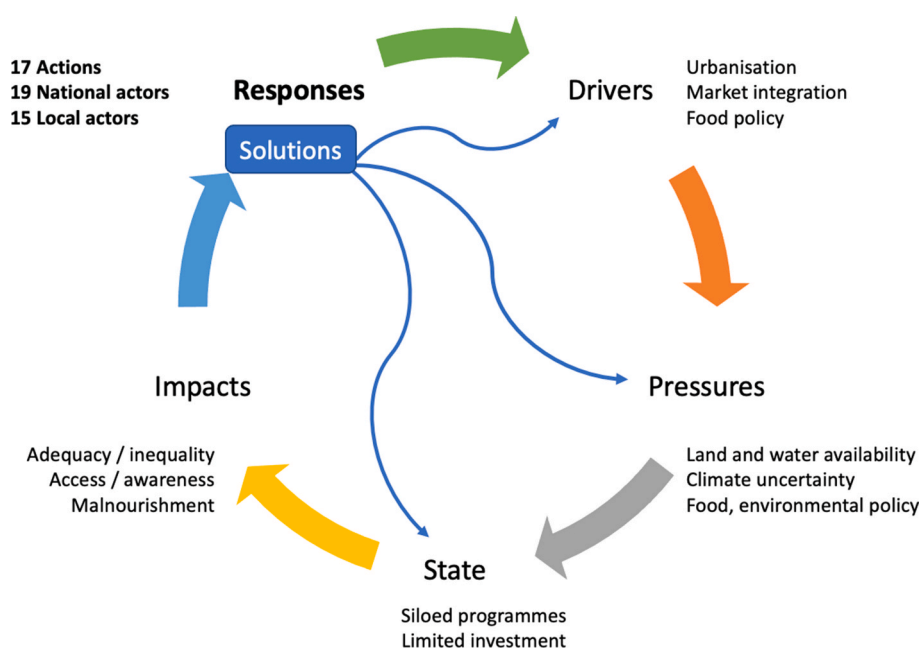 17 Actions
19 National actors
15 Local actors
Responses
Solutions
Drivers
Urbanisation
Market integration
Food policy
Impacts
Adequacy / inequality
Access / awareness
Malnourishment
Pressures
Land and water availability
Climate uncertainty
Food, environmental policy
State
Siloed programmes
Limited investment